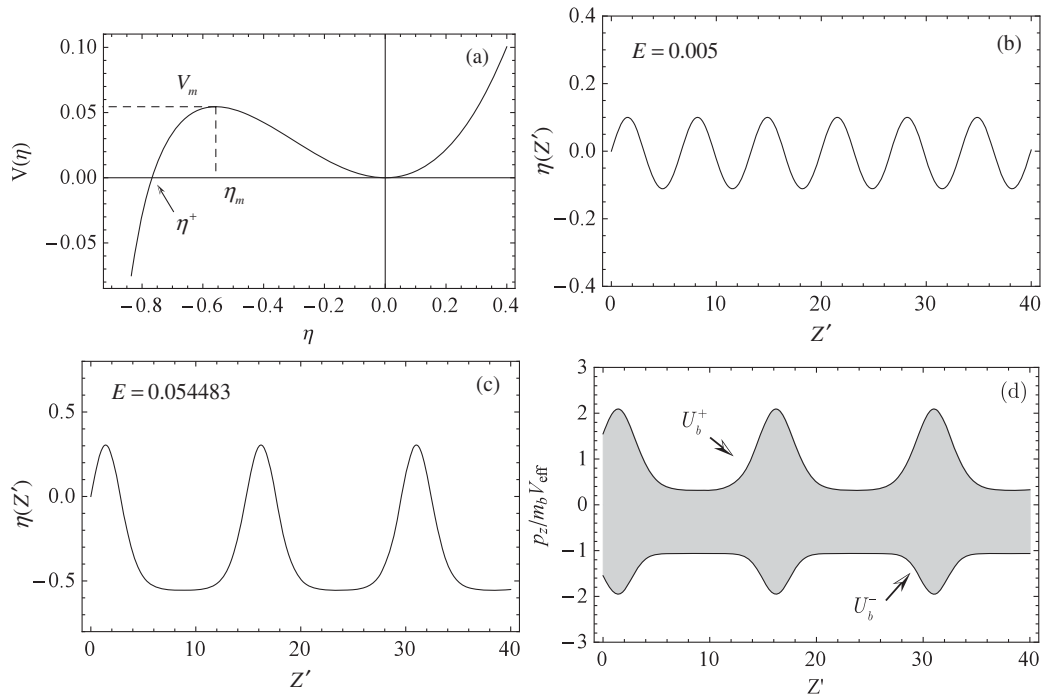 (a)
V(η)
0.10
0.05
0.00
−0.05
V_m
η_m
η^+
−0.8 −0.6 −0.4 −0.2 0.0 0.2 0.4
η
(b)
E = 0.005
η(Z′)
0.4
0.2
0.0
−0.2
−0.4
0 10 20 30 40
Z′
(c)
E = 0.054483
η(Z′)
0.5
0.0
−0.5
0 10 20 30 40
Z′
(d)
p_z/m_b V_eff
3
2
1
0
−1
−2
−3
U_b^+
U_b^−
0 10 20 30 40
Z'